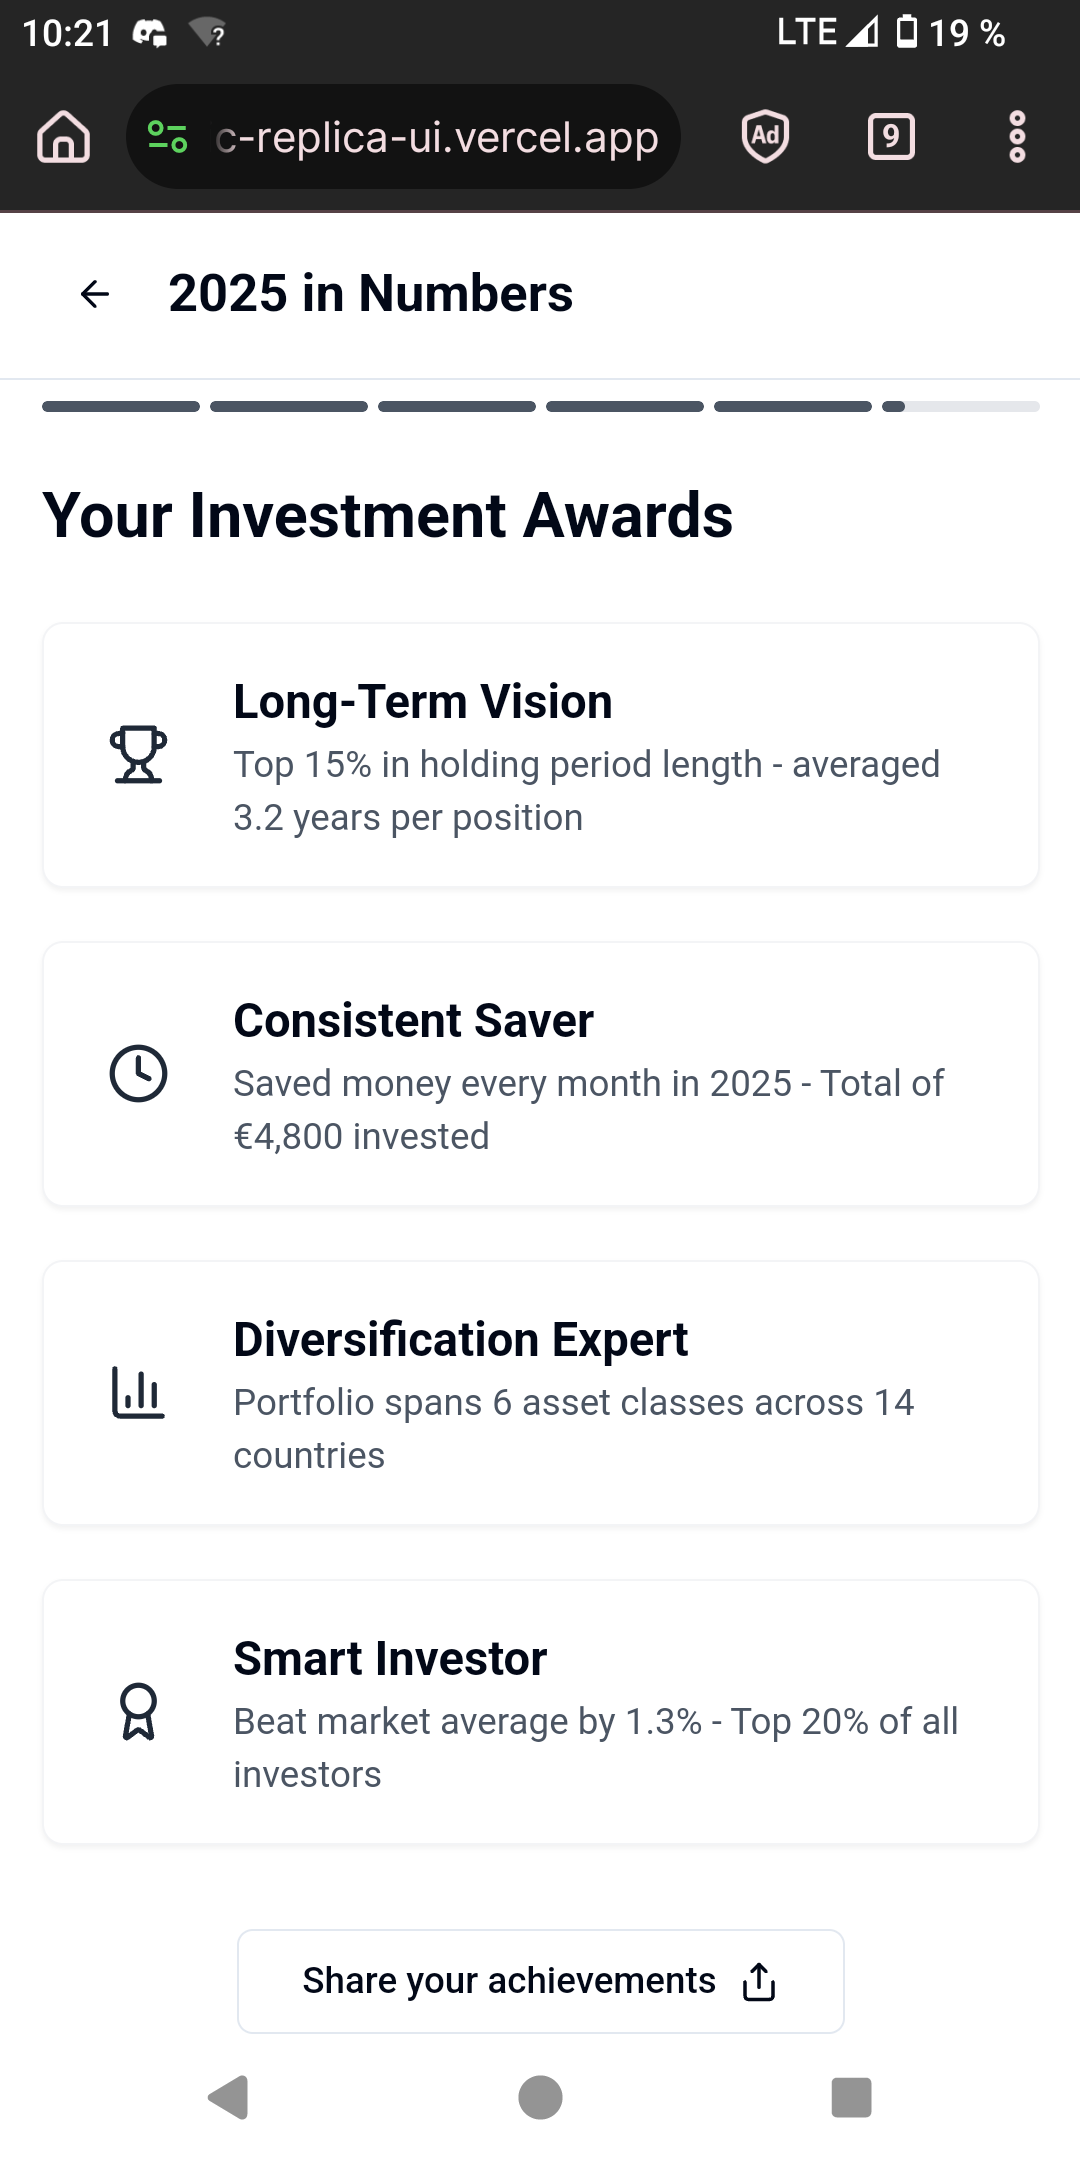 10:21
LTE 19 %
c-replica-ui.vercel.app
Ad
9
2025 in Numbers
Your Investment Awards
Long-Term Vision
Top 15% in holding period length - averaged
3.2 years per position
Consistent Saver
Saved money every month in 2025 - Total of
€4,800 invested
Diversification Expert
Portfolio spans 6 asset classes across 14
countries
Smart Investor
Beat market average by 1.3% - Top 20% of all
investors
Share your achievements